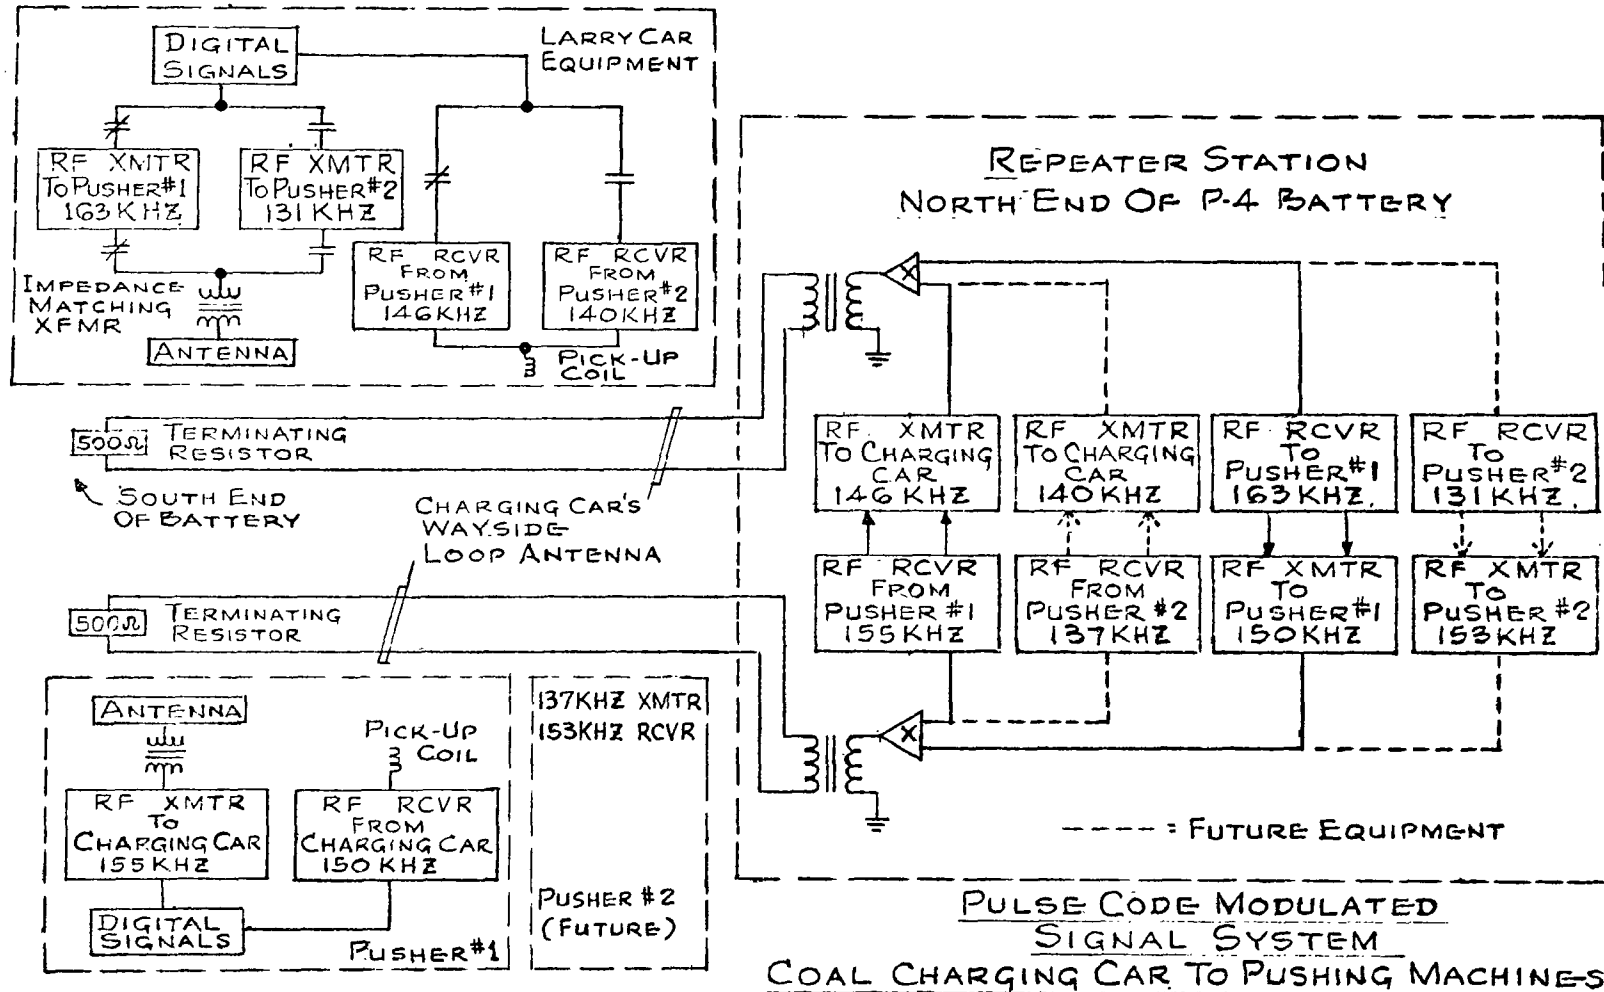 DIGITAL
SIGNALS
LARRY CAR
EQUIPMENT
RF XMTR
TO PUSHER #1
163 KHZ
RF XMTR
TO PUSHER #2
131 KHZ
IMPEDANCE
MATCHING
XFMR
ANTENNA
RF RCVR
FROM
PUSHER #1
146 KHZ
RF RCVR
FROM
PUSHER #2
140 KHZ
PICK-UP
COIL
REPEATER STATION
NORTH END OF P-4 BATTERY
500Ω
TERMINATING
RESISTOR
SOUTH END
OF BATTERY
CHARGING CAR'S
WAYSIDE
LOOP ANTENNA
500Ω
TERMINATING
RESISTOR
X
RF XMTR
TO CHARGING
CAR
146 KHZ
RF XMTR
TO CHARGING
CAR
140 KHZ
RF RCVR
TO
PUSHER #1
163 KHZ.
RF RCVR
TO
PUSHER #2
131 KHZ.
RF RCVR
FROM
PUSHER #1
155 KHZ
RF RCVR
FROM
PUSHER #2
137 KHZ
RF XMTR
TO
PUSHER #1
150 KHZ
RF XMTR
TO
PUSHER #2
153 KHZ
X
---- = FUTURE EQUIPMENT
ANTENNA
PICK-UP
COIL
RF XMTR
TO
CHARGING CAR
155 KHZ
RF RCVR
FROM
CHARGING CAR
150 KHZ
DIGITAL
SIGNALS
PUSHER #1
137 KHZ XMTR
153 KHZ RCVR
PUSHER #2
(FUTURE)
PULSE CODE MODULATED
SIGNAL SYSTEM
COAL CHARGING CAR TO PUSHING MACHINES